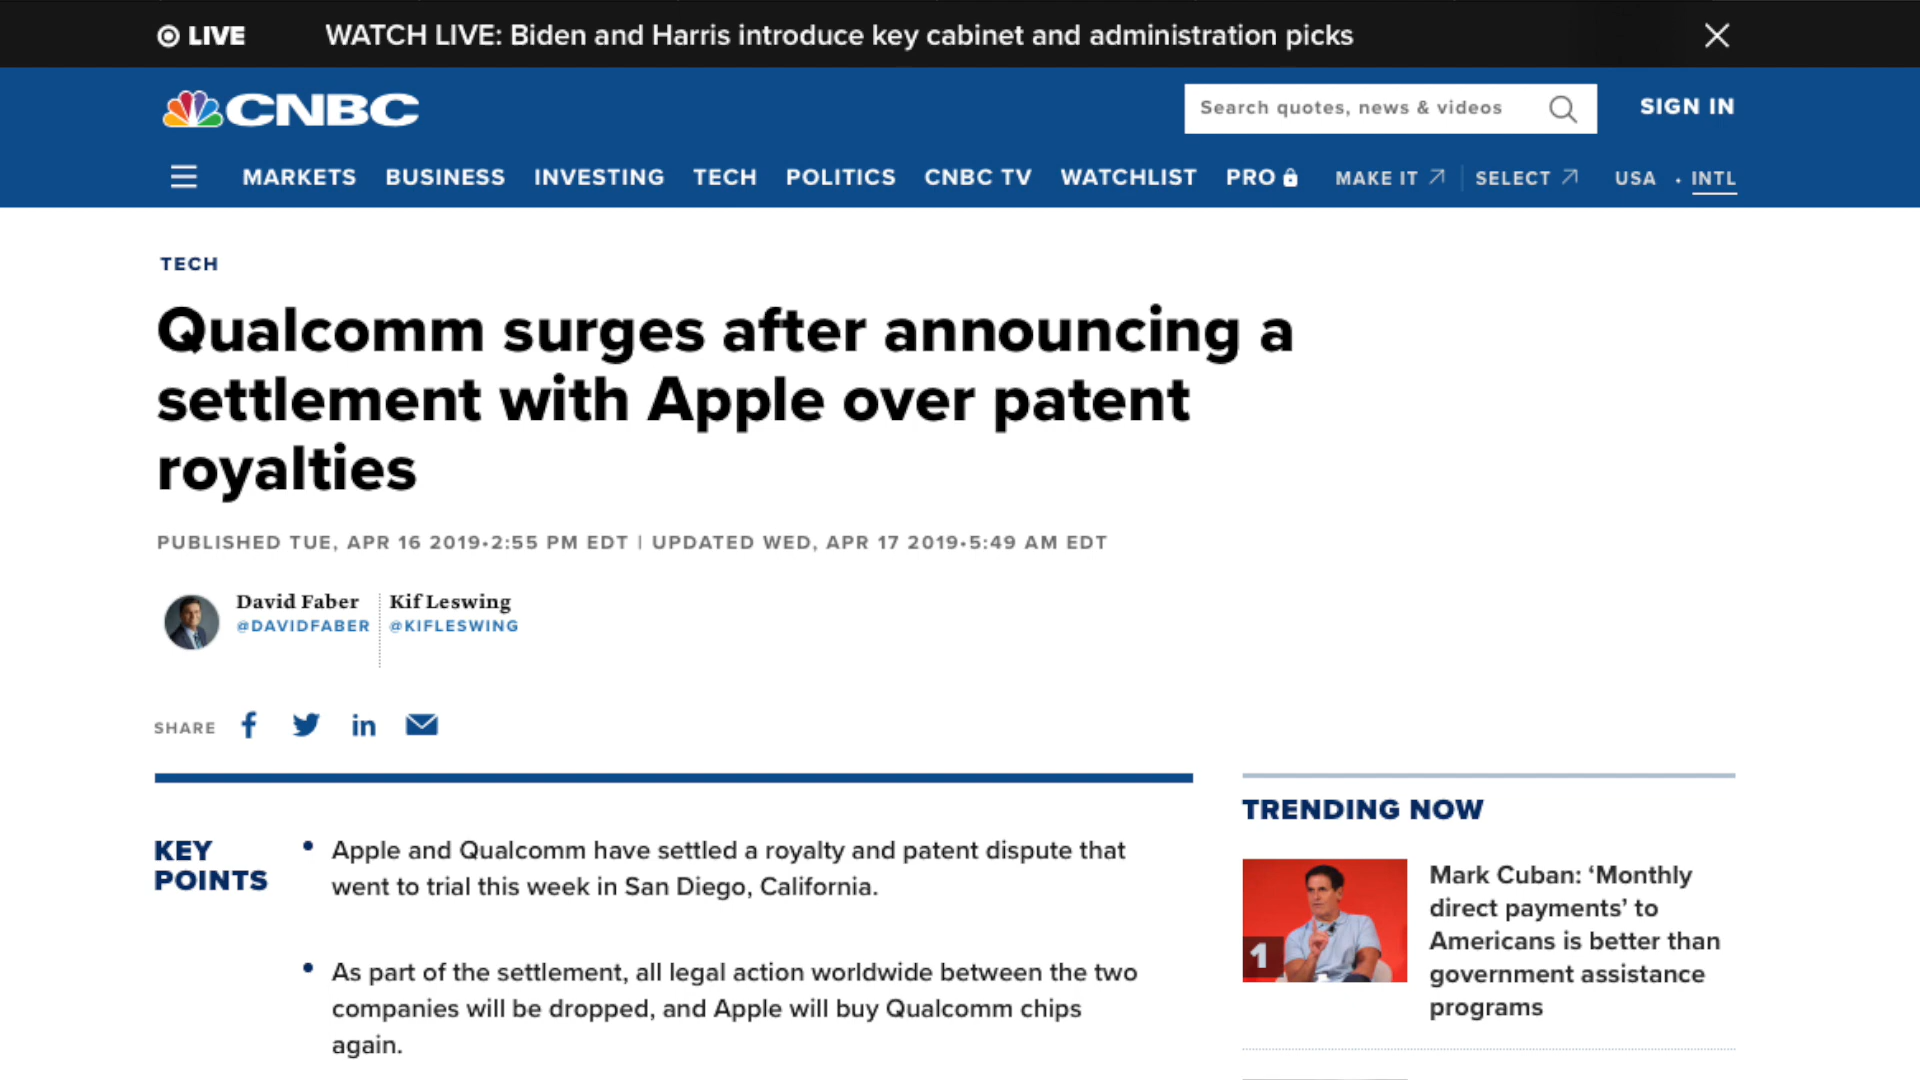 LIVE
WATCH LIVE: Biden and Harris introduce key cabinet and administration picks
CNBC
Search quotes, news & videos
SIGN IN
MARKETS BUSINESS INVESTING TECH POLITICS CNBC TV WATCHLIST PRO MAKE IT SELECT USA • INTL
TECH
Qualcomm surges after announcing a
settlement with Apple over patent
royalties
PUBLISHED TUE, APR 16 2019•2:55 PM EDT | UPDATED WED, APR 17 2019•5:49 AM EDT
David Faber
@DAVIDFABER
Kif Leswing
@KIFLESWING
SHARE
KEY
POINTS
• Apple and Qualcomm have settled a royalty and patent dispute that
went to trial this week in San Diego, California.
• As part of the settlement, all legal action worldwide between the two
companies will be dropped, and Apple will buy Qualcomm chips
again.
TRENDING NOW
1
Mark Cuban: ‘Monthly
direct payments’ to
Americans is better than
government assistance
programs